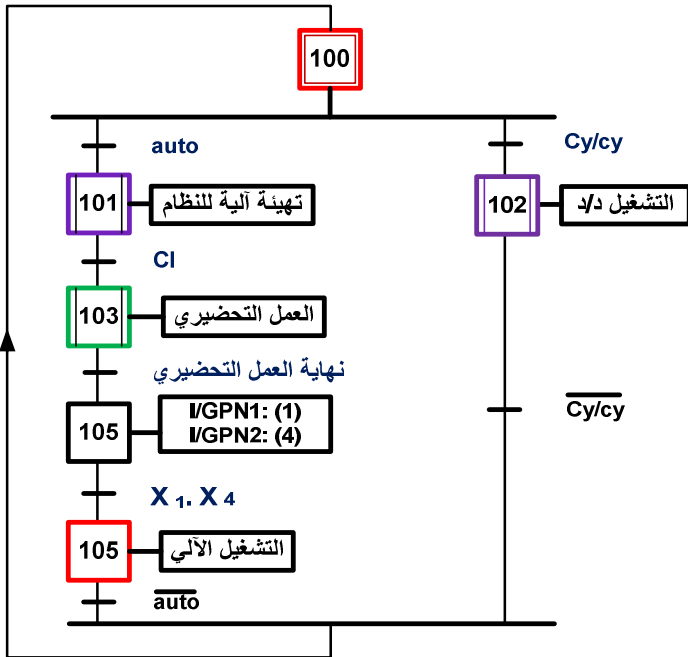 100
auto
Cy/cy
101
تهيئة آلية للنظام
102
التشغيل د/د
CI
103
العمل التحضيري
نهاية العمل التحضيري
105
I/GPN1: (1)
I/GPN2: (4)
Cy/cy
X 1. X 4
105
التشغيل الآلي
auto